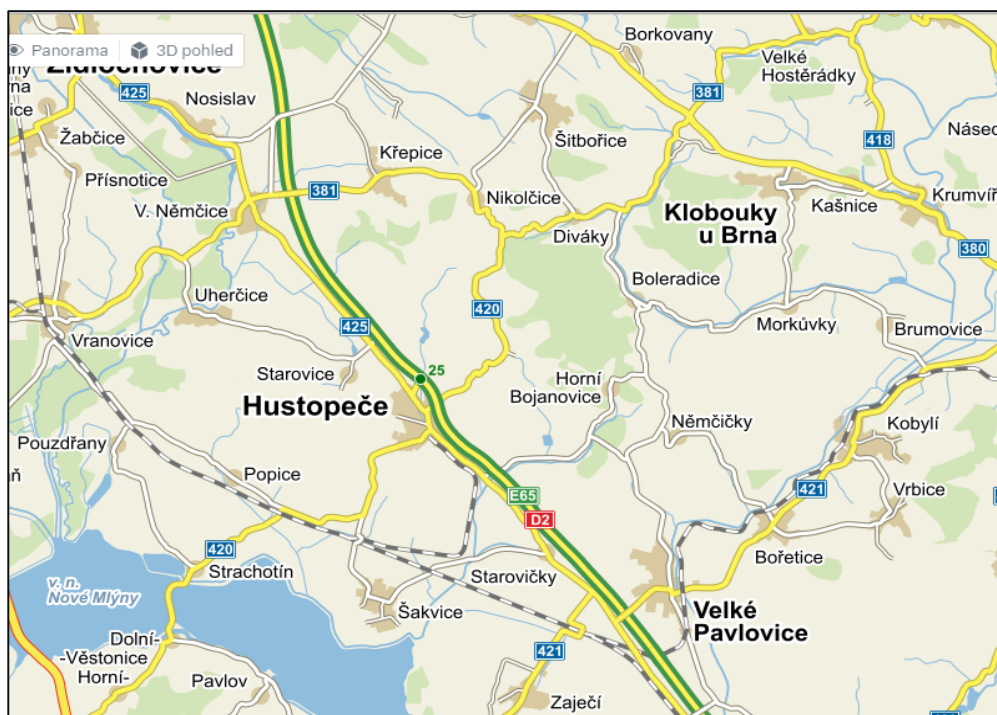 Panorama
3D pohled
Židlochovice
425
Nosislav
Žabčice
Přísnotice
V. Němčice
381
Křepice
Borkovany
Velké
Hostěrádky
381
Šitbořice
418
Nikolčice
Diváky
Klobouky
u Brna
Kašnice
Krumvíř
380
Boleradice
Uherčice
420
425
Morkůvky
Brumovice
Vranovice
Starovice
25
Horní
Bojanovice
Hustopeče
Němčičky
Kobylí
Pouzdřany
Popice
E65
D2
421
Vrbice
420
Strachotín
Bořetice
Starovičky
v. n.
Nové Mlýny
Šakvice
Velké
Pavlovice
Dolní-
-Věstonice
Horní-
421
Pavlov
Zaječí